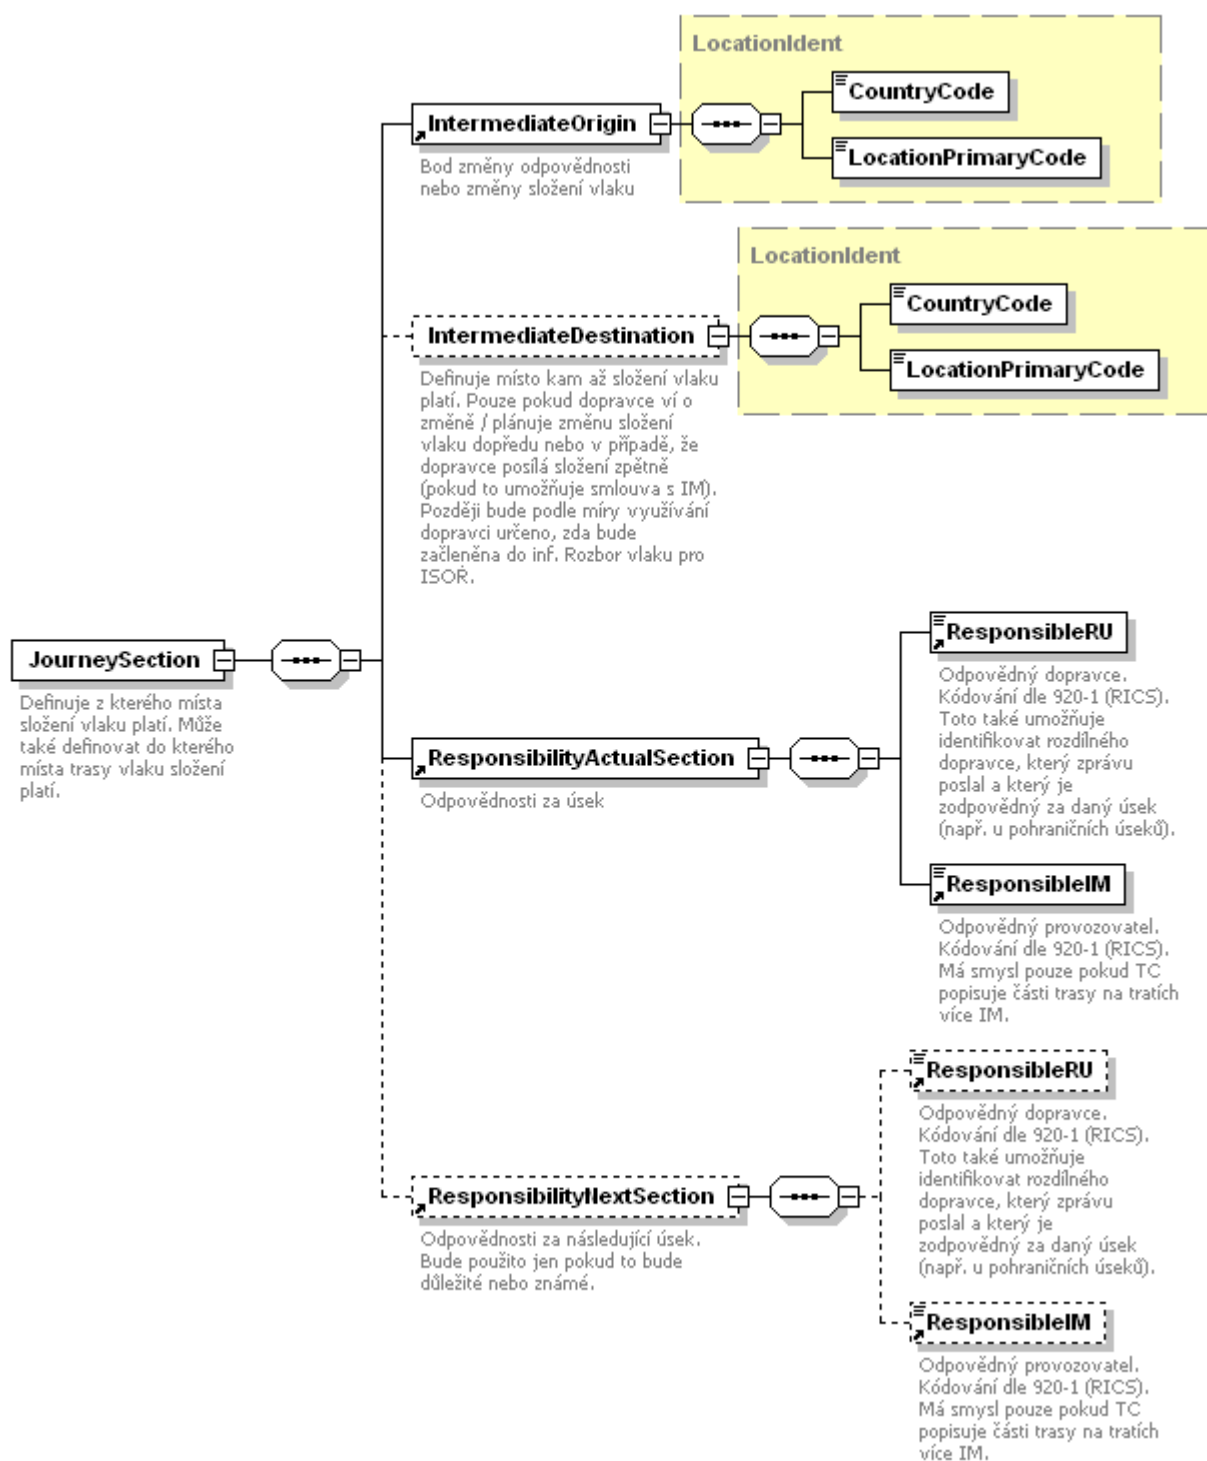 LocationIdent
CountryCode
IntermediateOrigin
LocationPrimaryCode
Bod změny odpovědnosti
nebo změny složení vlaku
LocationIdent
CountryCode
IntermediateDestination
LocationPrimaryCode
Definuje místo kam až složení vlaku
platí. Pouze pokud dopravce ví o
změně / plánuje změnu složení
vlaku dopředu nebo v případě, že
dopravce posílá složení zpětně
(pokud to umožňuje smlouva s IM).
Později bude podle míry využívání
dopravci určeno, zda bude
začleněna do inf. Rozbor vlaku pro
ISOŘ.
JourneySection
Definuje z kterého místa
složení vlaku platí. Může
také definovat do kterého
místa trasy vlaku složení
platí.
ResponsibleRU
Odpovědný dopravce.
Kódování dle 920-1 (RICS).
Toto také umožňuje
identifikovat rozdílného
dopravce, který zprávu
poslal a který je
zodpovědný za daný úsek
(např. u pohraničních úseků).
ResponsibilityActualSection
Odpovědnosti za úsek
ResponsibleIM
Odpovědný provozovatel.
Kódování dle 920-1 (RICS).
Má smysl pouze pokud TC
popisuje části trasy na tratích
více IM.
ResponsibleRU
Odpovědný dopravce.
Kódování dle 920-1 (RICS).
Toto také umožňuje
identifikovat rozdílného
dopravce, který zprávu
poslal a který je
zodpovědný za daný úsek
(např. u pohraničních úseků).
ResponsibilityNextSection
Odpovědnosti za následující úsek.
Bude použito jen pokud to bude
důležité nebo známé.
ResponsibleIM
Odpovědný provozovatel.
Kódování dle 920-1 (RICS).
Má smysl pouze pokud TC
popisuje části trasy na tratích
více IM.